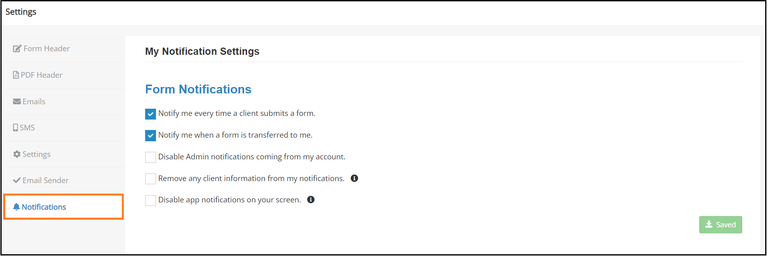 Settings
Form Header
PDF Header
Emails
SMS
Settings
Email Sender
Notifications
My Notification Settings
Form Notifications
Notify me every time a client submits a form.
Notify me when a form is transferred to me.
Disable Admin notifications coming from my account.
Remove any client information from my notifications.
Disable app notifications on your screen.
Saved